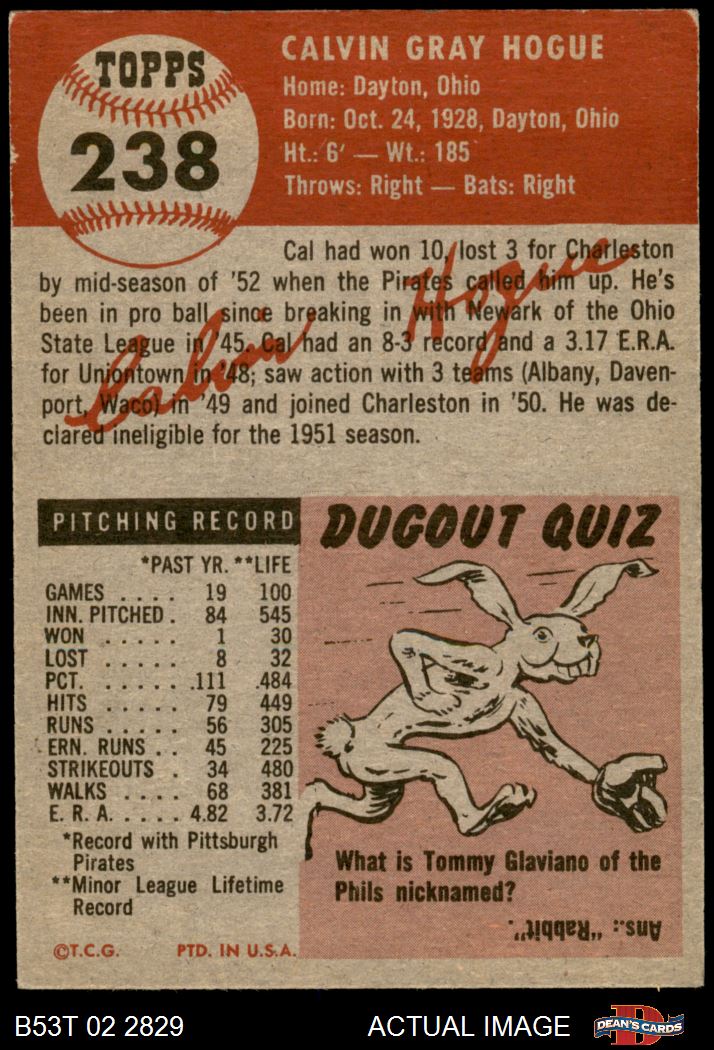 TOPPS
238
CALVIN GRAY HOGUE
Home: Dayton, Ohio
Born: Oct. 24, 1928, Dayton, Ohio
Ht.: 6' — Wt.: 185
Throws: Right — Bats: Right
Cal had won 10, lost 3 for Charleston
by mid-season of '52 when the Pirates called him up. He's
been in pro ball since breaking in with Newark of the Ohio
State League in '45. Cal had an 8-3 record and a 3.17 E.R.A.
for Uniontown in '48; saw action with 3 teams (Albany, Daven-
port, Waco) in '49 and joined Charleston in '50. He was de-
clared ineligible for the 1951 season.
Calvin Hogue
PITCHING RECORD
*PAST YR. **LIFE
GAMES . . . . 19 100
INN. PITCHED . 84 545
WON . . . . . 1 30
LOST . . . . . 8 32
PCT. . . . . . .111 .484
HITS . . . . . 79 449
RUNS . . . . . 56 305
ERN. RUNS . . 45 225
STRIKEOUTS . 34 480
WALKS . . . . 68 381
E. R. A. . . . . 4.82 3.72
*Record with Pittsburgh
Pirates
**Minor League Lifetime
Record
©T.C.G. PTD. IN U.S.A.
DUGOUT QUIZ
What is Tommy Glaviano of the
Phils nicknamed?
Ans.: "Rabbit".
B53T 02 2829
ACTUAL IMAGE
D
DEAN'S CARDS